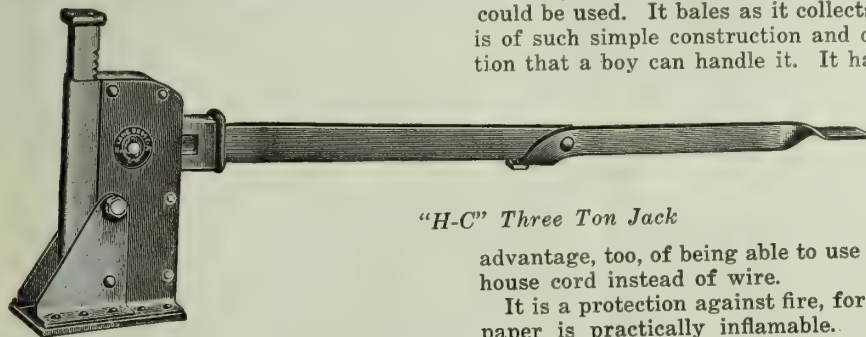 could be used. It bales as it collects
is of such simple construction and
tion that a boy can handle it. It ha
"H-C" Three Ton Jack
advantage, too, of being able to use
house cord instead of wire.
It is a protection against fire, for
paper is practically inflamable.